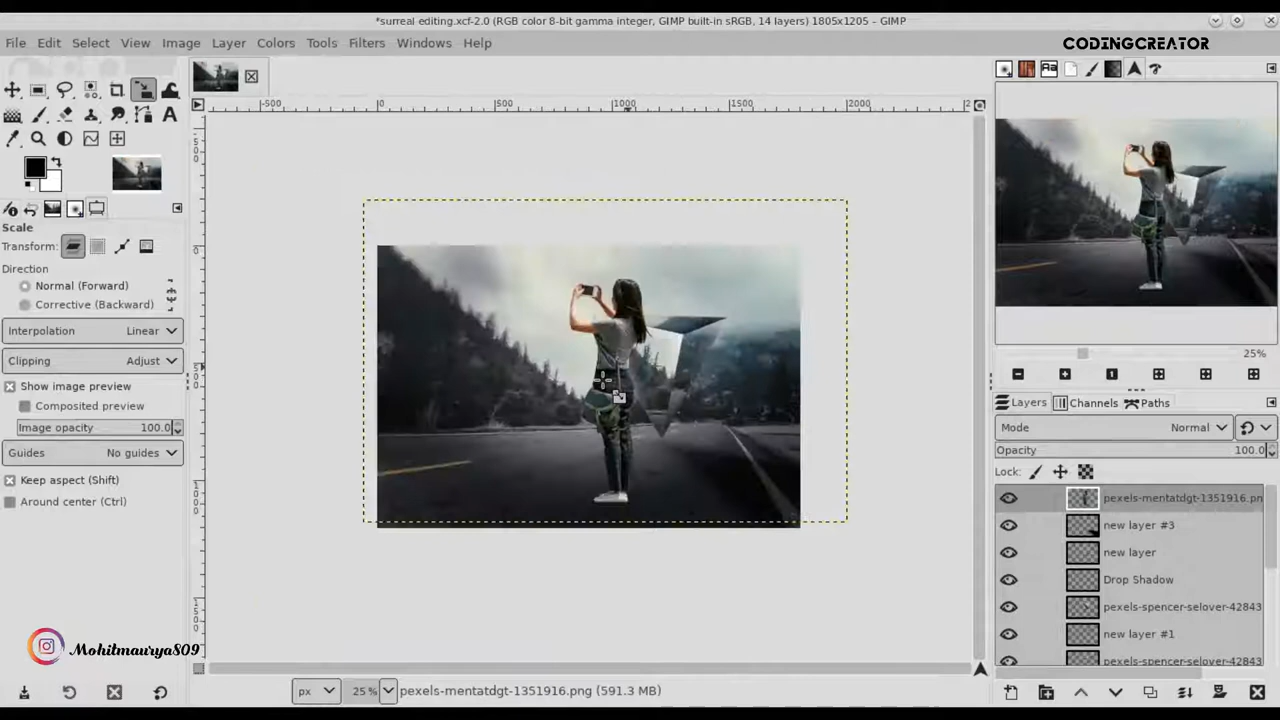 *surreal editing.xcf-2.0 (RGB color 8-bit gamma integer, GIMP built-in sRGB, 14 layers) 1805x1205 – GIMP
File Edit Select View Image Layer Colors Tools Filters Windows Help
CODINGCREATOR
-500 0 500 1000 1500 2000
Scale
Transform:
Direction
Normal (Forward)
Corrective (Backward)
Interpolation Linear
Clipping Adjust
Show image preview
Composited preview
Image opacity 100.0
Guides No guides
Keep aspect (Shift)
Around center (Ctrl)
25%
Layers Channels Paths
Mode Normal
Opacity 100.0
Lock:
pexels-mentatdgt-1351916.pn
new layer #3
new layer
Drop Shadow
pexels-spencer-selover-42843
new layer #1
pexels-spencer-selover-42843
Mohitmaurya809
px 25 % pexels-mentatdgt-1351916.png (591.3 MB)